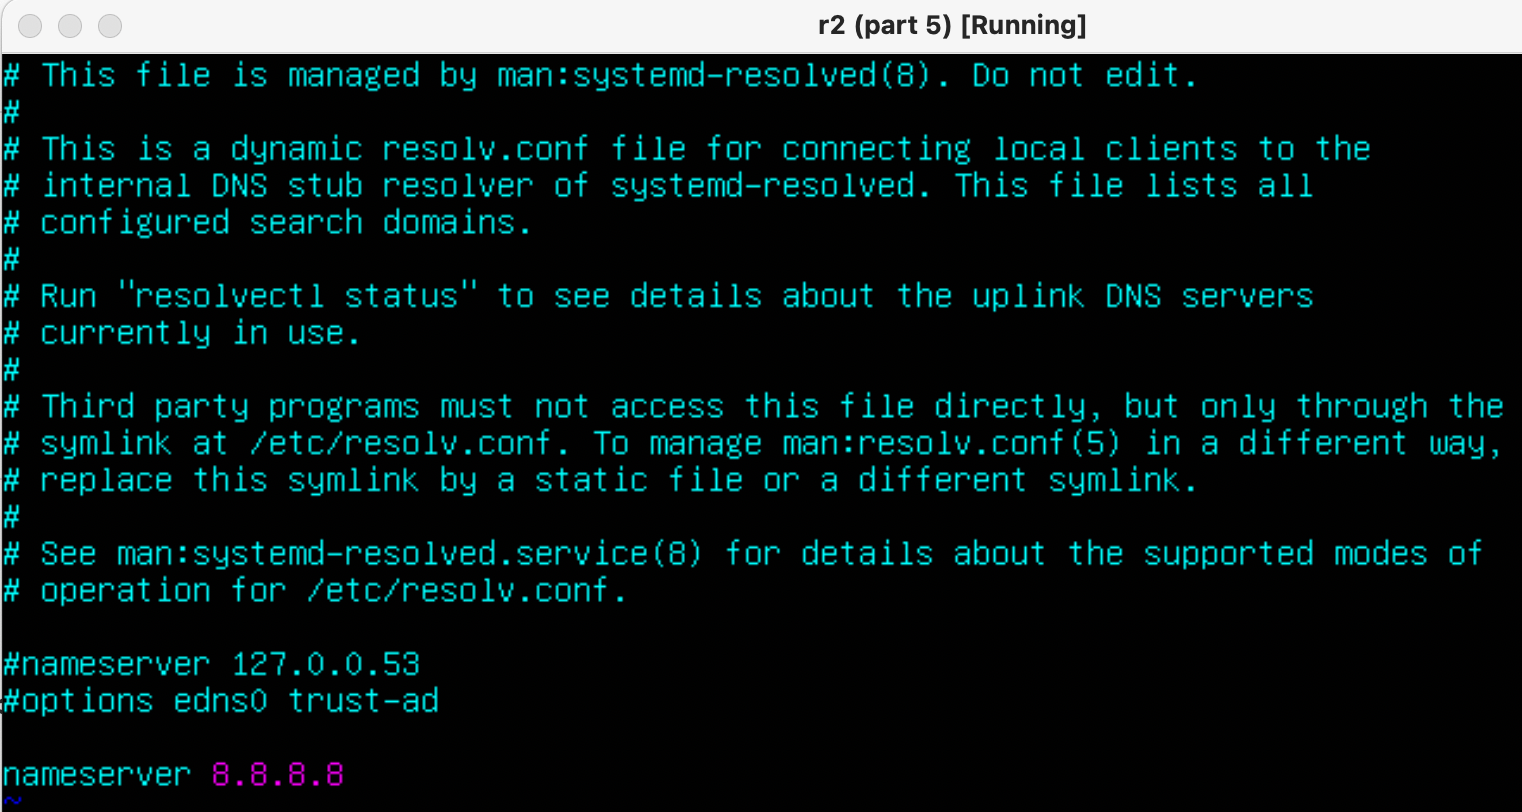 r2 (part 5) [Running]
# This file is managed by man:systemd-resolved(8). Do not edit.
#
# This is a dynamic resolv.conf file for connecting local clients to the
# internal DNS stub resolver of systemd-resolved. This file lists all
# configured search domains.
#
# Run "resolvectl status" to see details about the uplink DNS servers
# currently in use.
#
# Third party programs must not access this file directly, but only through the
# symlink at /etc/resolv.conf. To manage man:resolv.conf(5) in a different way,
# replace this symlink by a static file or a different symlink.
#
# See man:systemd-resolved.service(8) for details about the supported modes of
# operation for /etc/resolv.conf.
#nameserver 127.0.0.53
#options edns0 trust-ad
nameserver 8.8.8.8
~